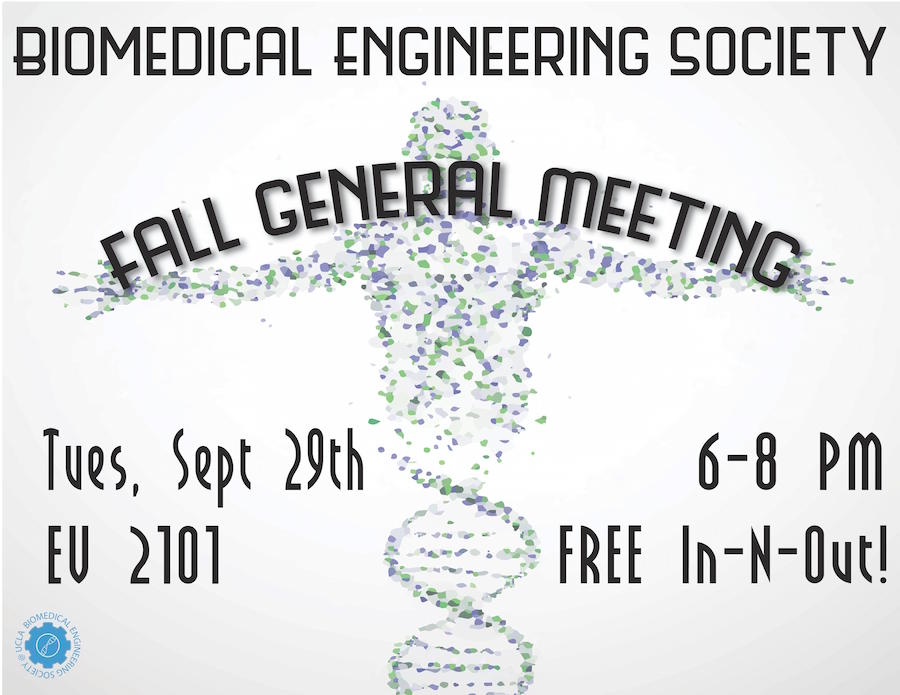 BIOMEDICAL ENGINEERING SOCIETY
FALL GENERAL MEETING
Tues, Sept 29th
6-8 PM
EV 2101
FREE In-N-Out!
BIOMEDICAL ENGINEERING SOCIETY @ UCLA